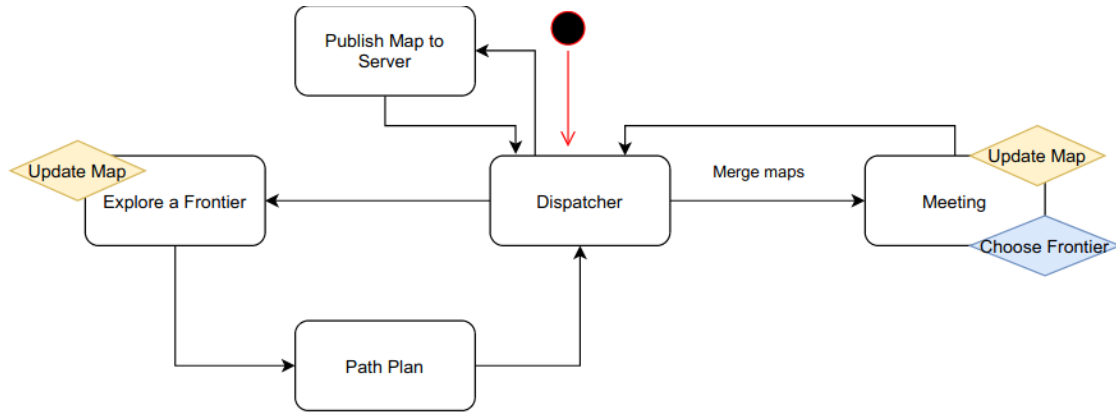 Publish Map to
Server
Update Map
Explore a Frontier
Dispatcher
Merge maps
Update Map
Meeting
Choose Frontier
Path Plan